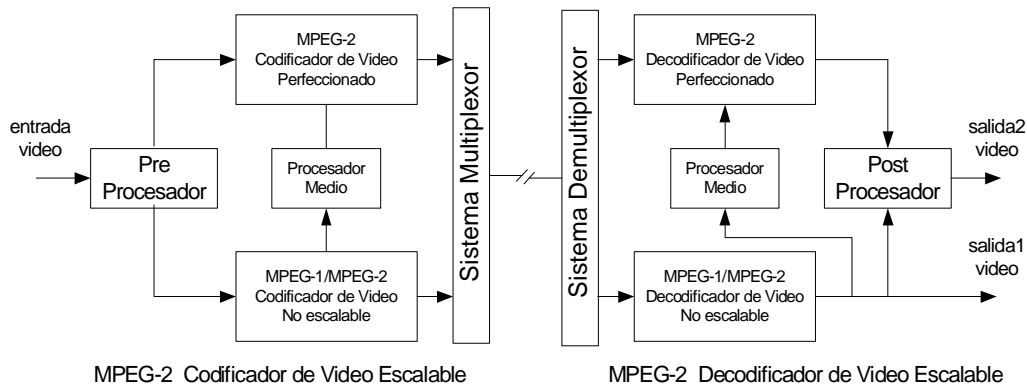 entrada
video
Pre
Procesador
MPEG-2
Codificador de Video
Perfeccionado
Procesador
Medio
MPEG-1/MPEG-2
Codificador de Video
No escalable
Sistema Multiplexor
Sistema Demultiplexor
MPEG-2
Decodificador de Video
Perfeccionado
Procesador
Medio
MPEG-1/MPEG-2
Decodificador de Video
No escalable
Post
Procesador
salida2
video
salida1
video
MPEG-2 Codificador de Video Escalable
MPEG-2 Decodificador de Video Escalable